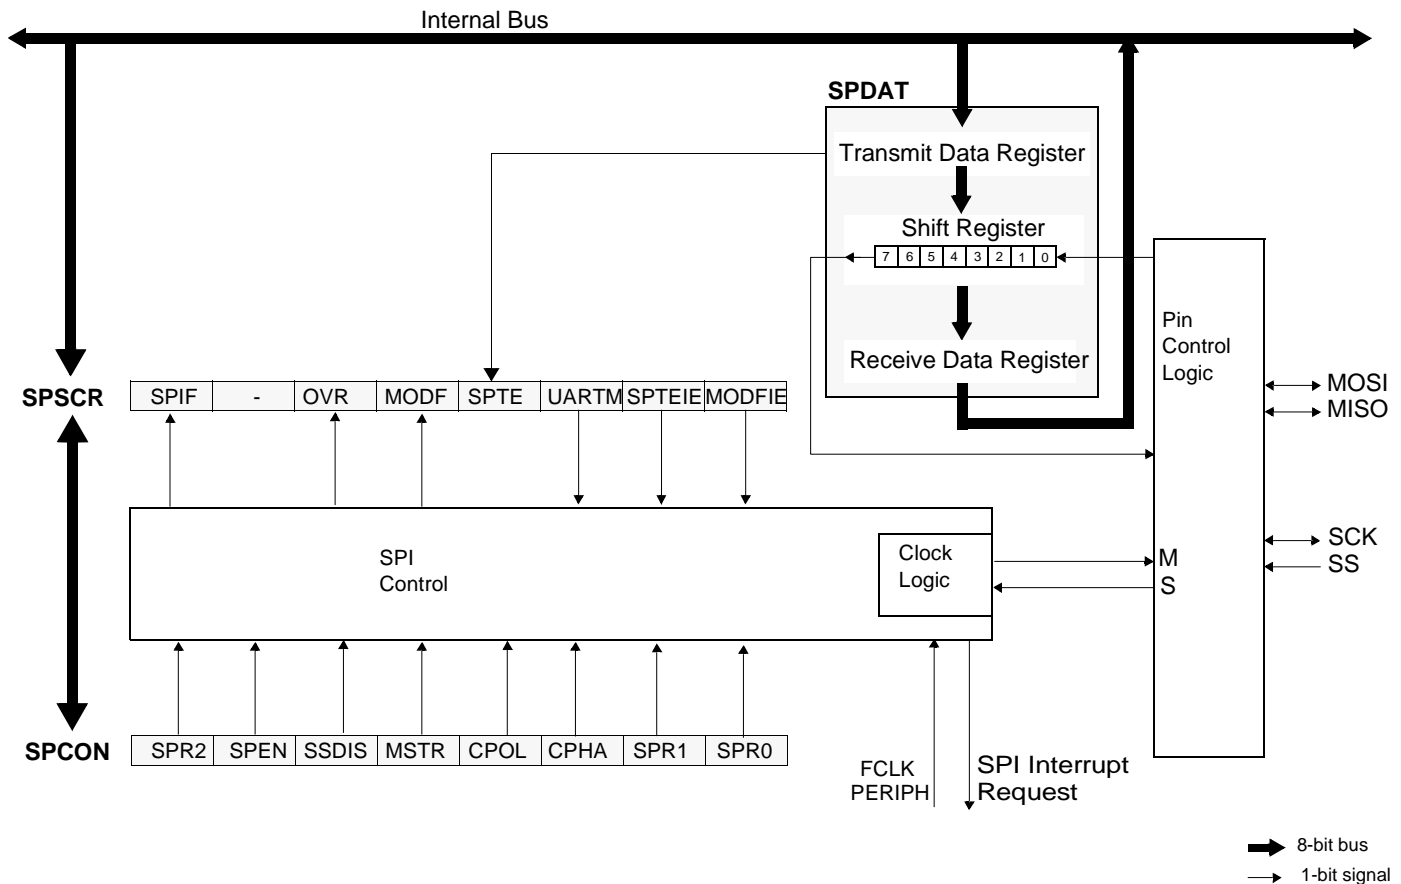 Internal Bus
SPDAT
Transmit Data Register
Shift Register
7 6 5 4 3 2 1 0
Receive Data Register
Pin
Control
Logic
MOSI
MISO
SCK
SS
M
S
SPSCR
SPIF - OVR MODF SPTE UARTM SPTEIE MODFIE
SPI
Control
Clock
Logic
SPCON
SPR2 SPEN SSDIS MSTR CPOL CPHA SPR1 SPR0
FCLK
PERIPH
SPI Interrupt
Request
8-bit bus
1-bit signal